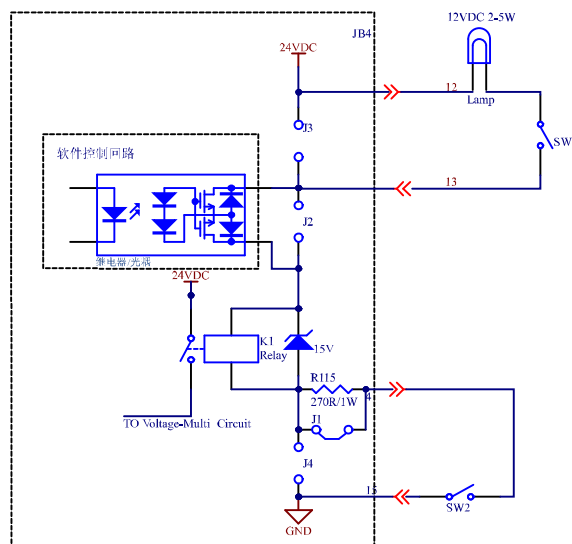 12VDC 2-5W
JB4
24VDC
12
Lamp
J3
SW
软件控制回路
13
J2
继电器/光耦
24VDC
K1
Relay
15V
R115
270R/1W
4
J1
TO Voltage-Multi Circuit
J4
15
SW2
GND